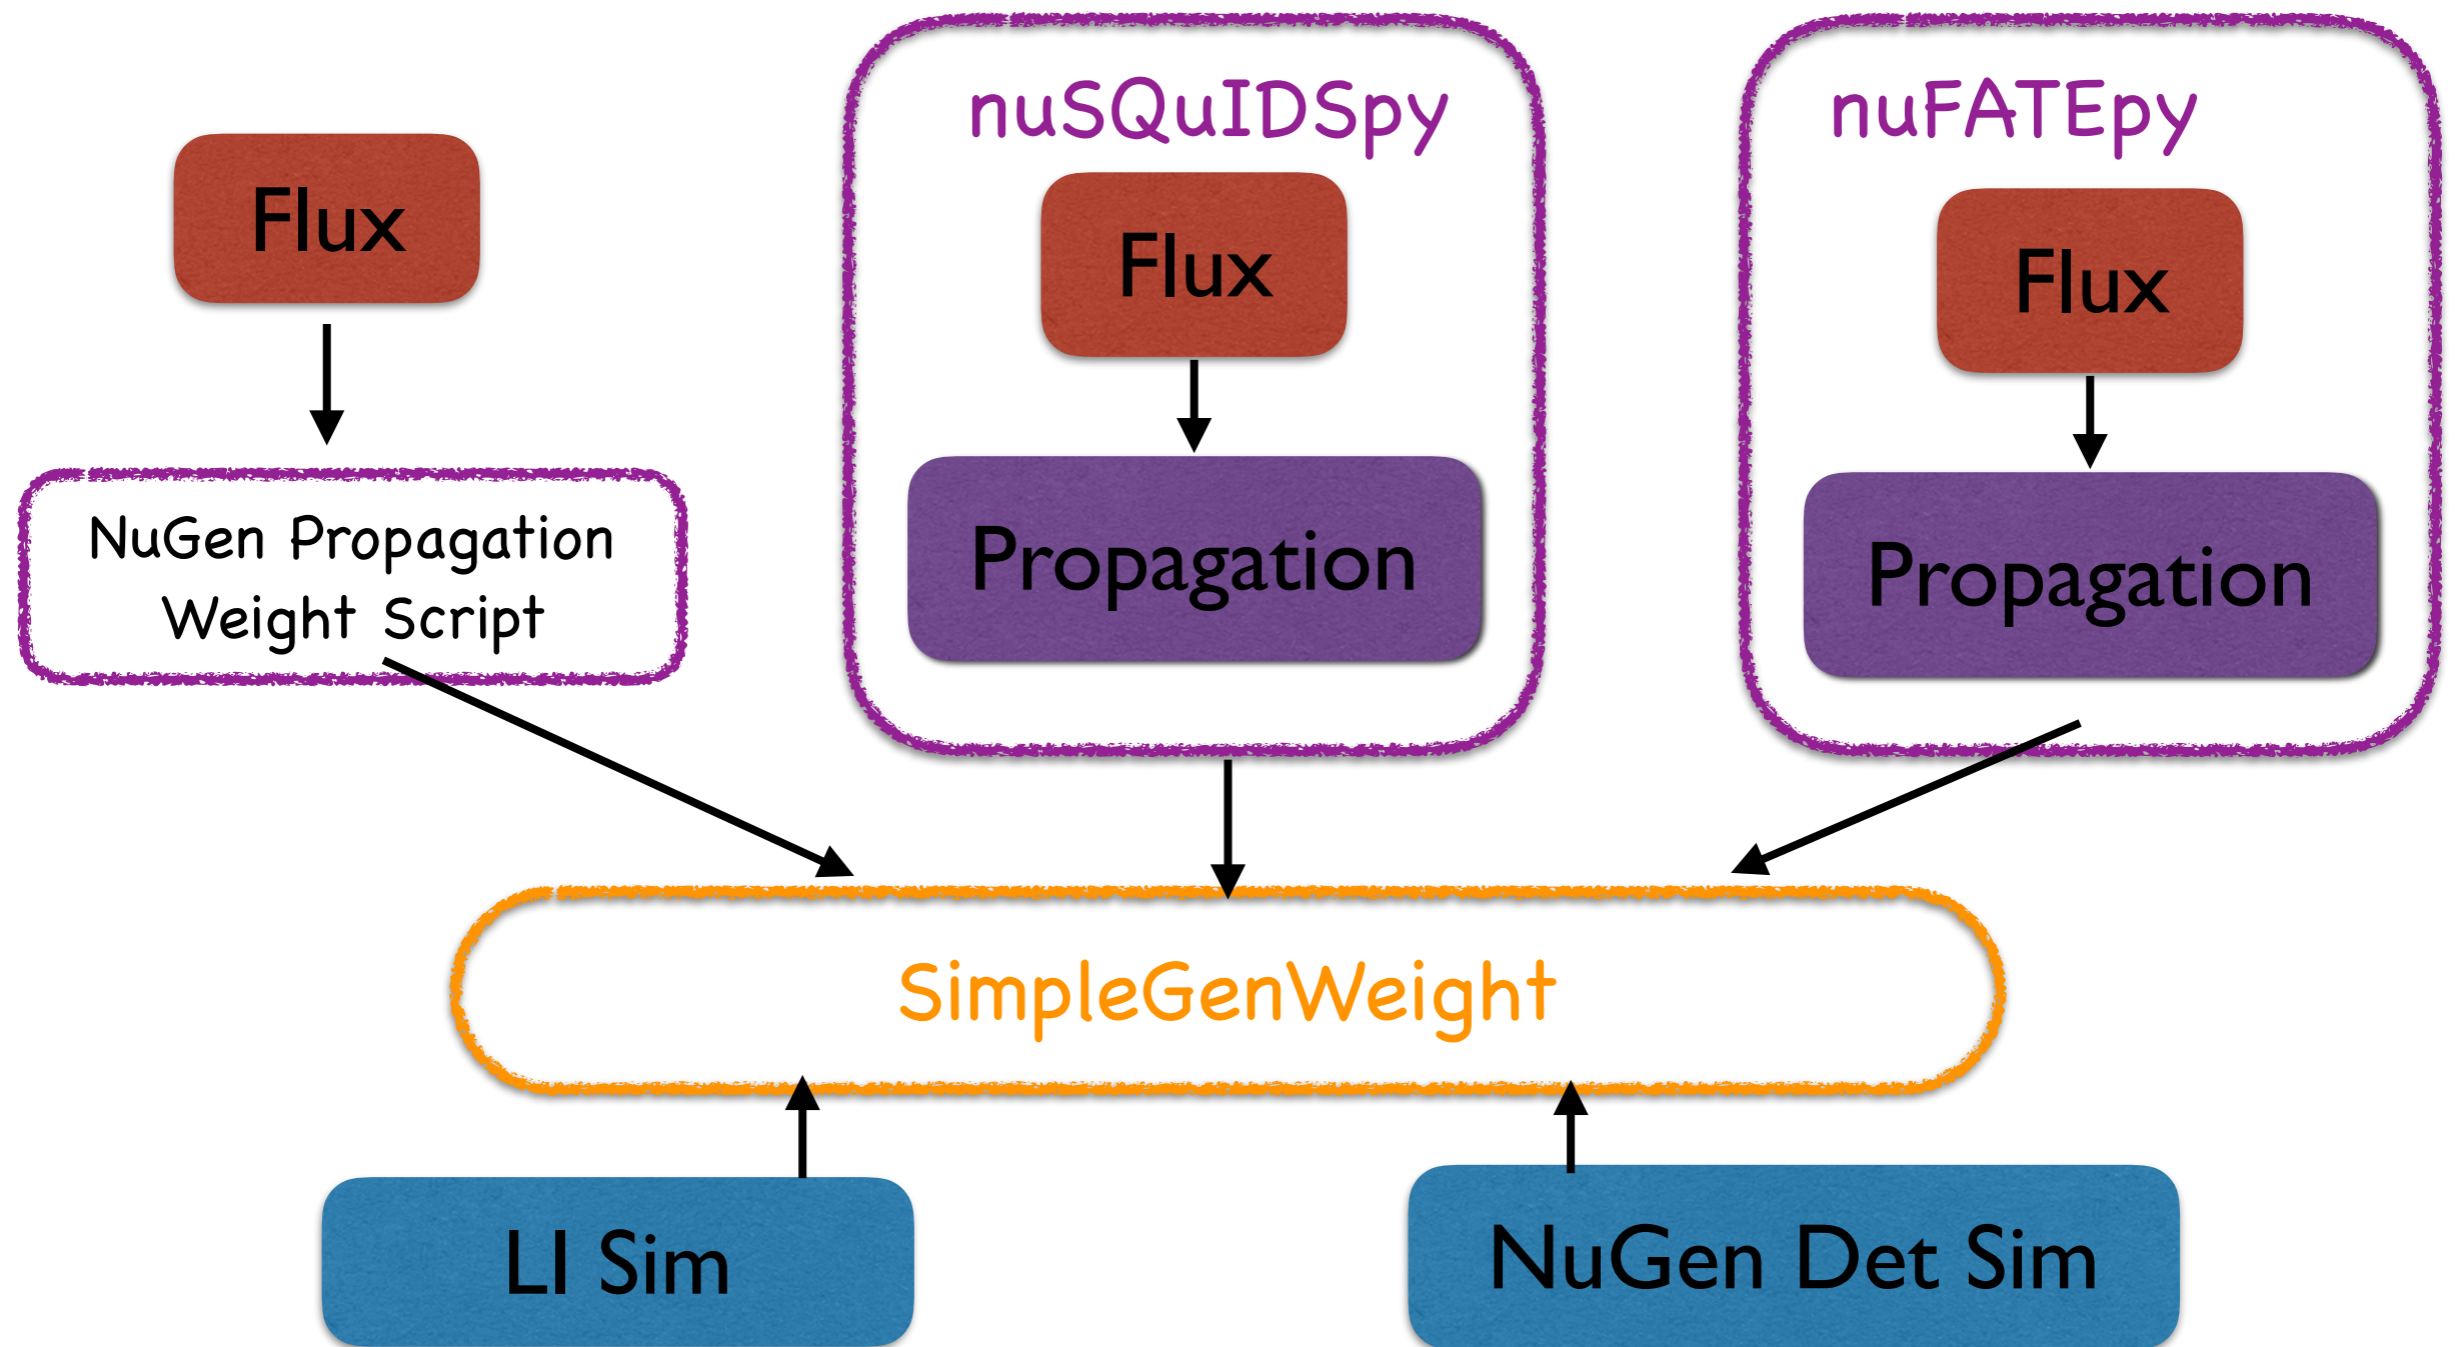 nuSQuIDSpy
nuFATEpy
Flux
Flux
Flux
NuGen Propagation
Weight Script
Propagation
Propagation
SimpleGenWeight
LI Sim
NuGen Det Sim